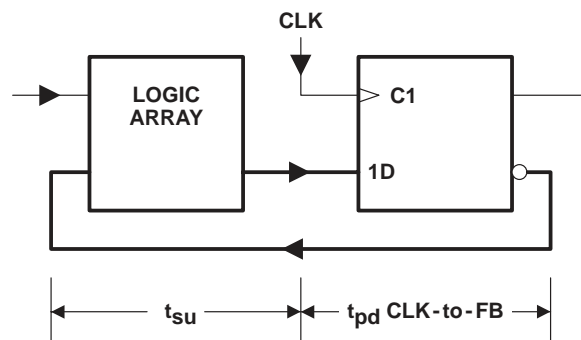 CLK
LOGIC
ARRAY
C1
1D
tsu
tpd CLK-to-FB